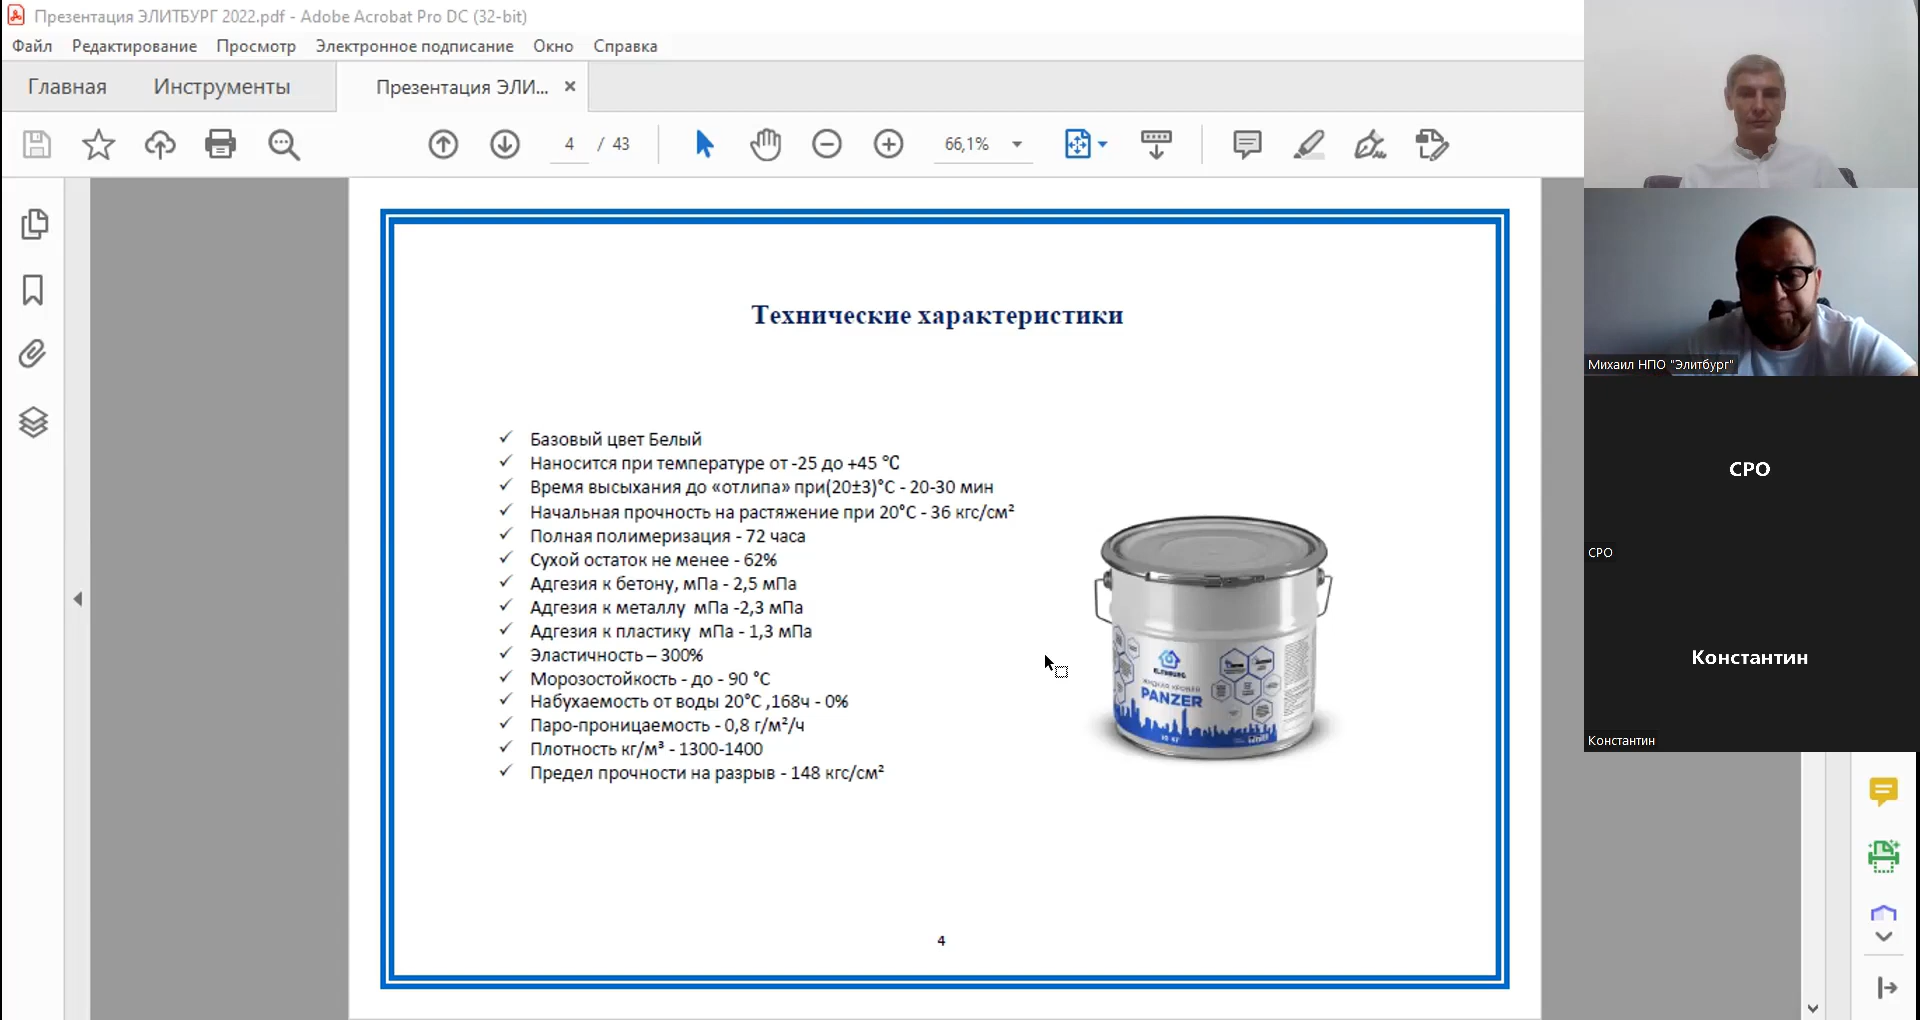 Презентация ЭЛИТБУРГ 2022.pdf - Adobe Acrobat Pro DC (32-bit)
Файл Редактирование Просмотр Электронное подписание Окно Справка
Главная Инструменты Презентация ЭЛИ... ×
4 / 43 66,1%
Технические характеристики
✓ Базовый цвет Белый
✓ Наносится при температуре от -25 до +45 °С
✓ Время высыхания до «отлипа» при(20±3)°С - 20-30 мин
✓ Начальная прочность на растяжение при 20°С - 36 кгс/см²
✓ Полная полимеризация - 72 часа
✓ Сухой остаток не менее - 62%
✓ Адгезия к бетону, мПа - 2,5 мПа
✓ Адгезия к металлу мПа -2,3 мПа
✓ Адгезия к пластику мПа - 1,3 мПа
✓ Эластичность – 300%
✓ Морозостойкость - до - 90 °С
✓ Набухаемость от воды 20°С ,168ч - 0%
✓ Паро-проницаемость - 0,8 г/м²/ч
✓ Плотность кг/м³ - 1300-1400
✓ Предел прочности на разрыв - 148 кгс/см²
ЖИДКАЯ КРОВЛЯ
PANZER
10 КГ
4
Михаил НПО "Элитбург"
СРО
СРО
Константин
Константин